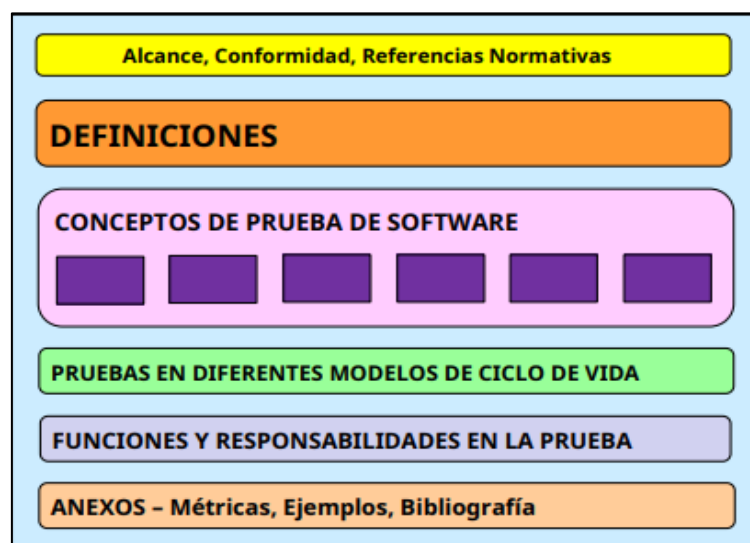 Alcance, Conformidad, Referencias Normativas
DEFINICIONES
CONCEPTOS DE PRUEBA DE SOFTWARE
PRUEBAS EN DIFERENTES MODELOS DE CICLO DE VIDA
FUNCIONES Y RESPONSABILIDADES EN LA PRUEBA
ANEXOS – Métricas, Ejemplos, Bibliografía